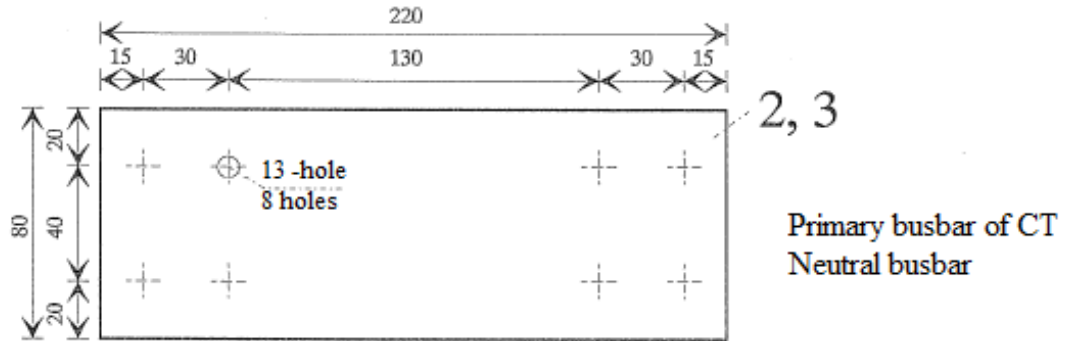 220
15 30 130 30 15
2, 3
20
13 -hole
8 holes
80
40
Primary busbar of CT
Neutral busbar
20